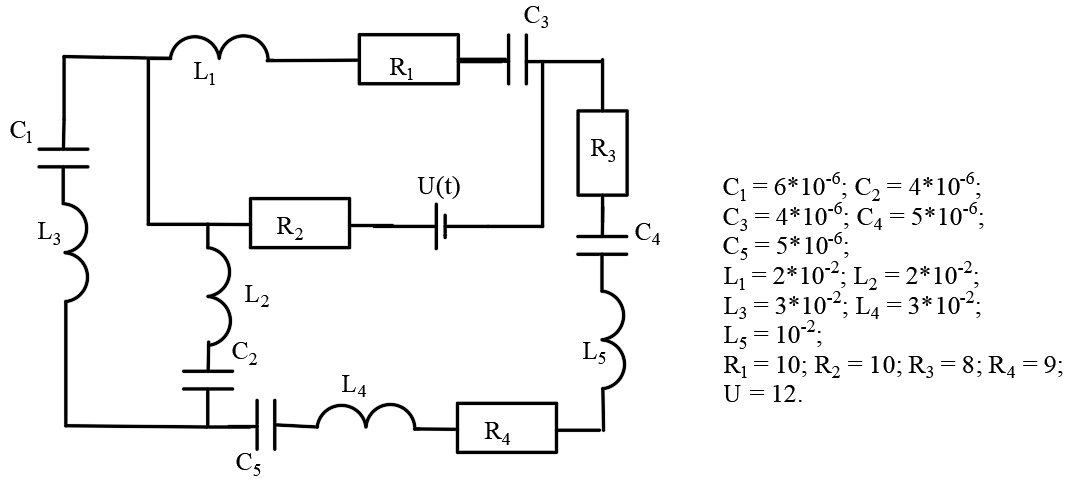 C₃
L₁
R₁
C₁
R₃
U(t)
L₃
R₂
C₄
L₂
C₂
L₅
L₄
R₄
C₅
C₁ = 6*10⁻⁶; C₂ = 4*10⁻⁶;
C₃ = 4*10⁻⁶; C₄ = 5*10⁻⁶;
C₅ = 5*10⁻⁶;
L₁ = 2*10⁻²; L₂ = 2*10⁻²;
L₃ = 3*10⁻²; L₄ = 3*10⁻²;
L₅ = 10⁻²;
R₁ = 10; R₂ = 10; R₃ = 8; R₄ = 9;
U = 12.